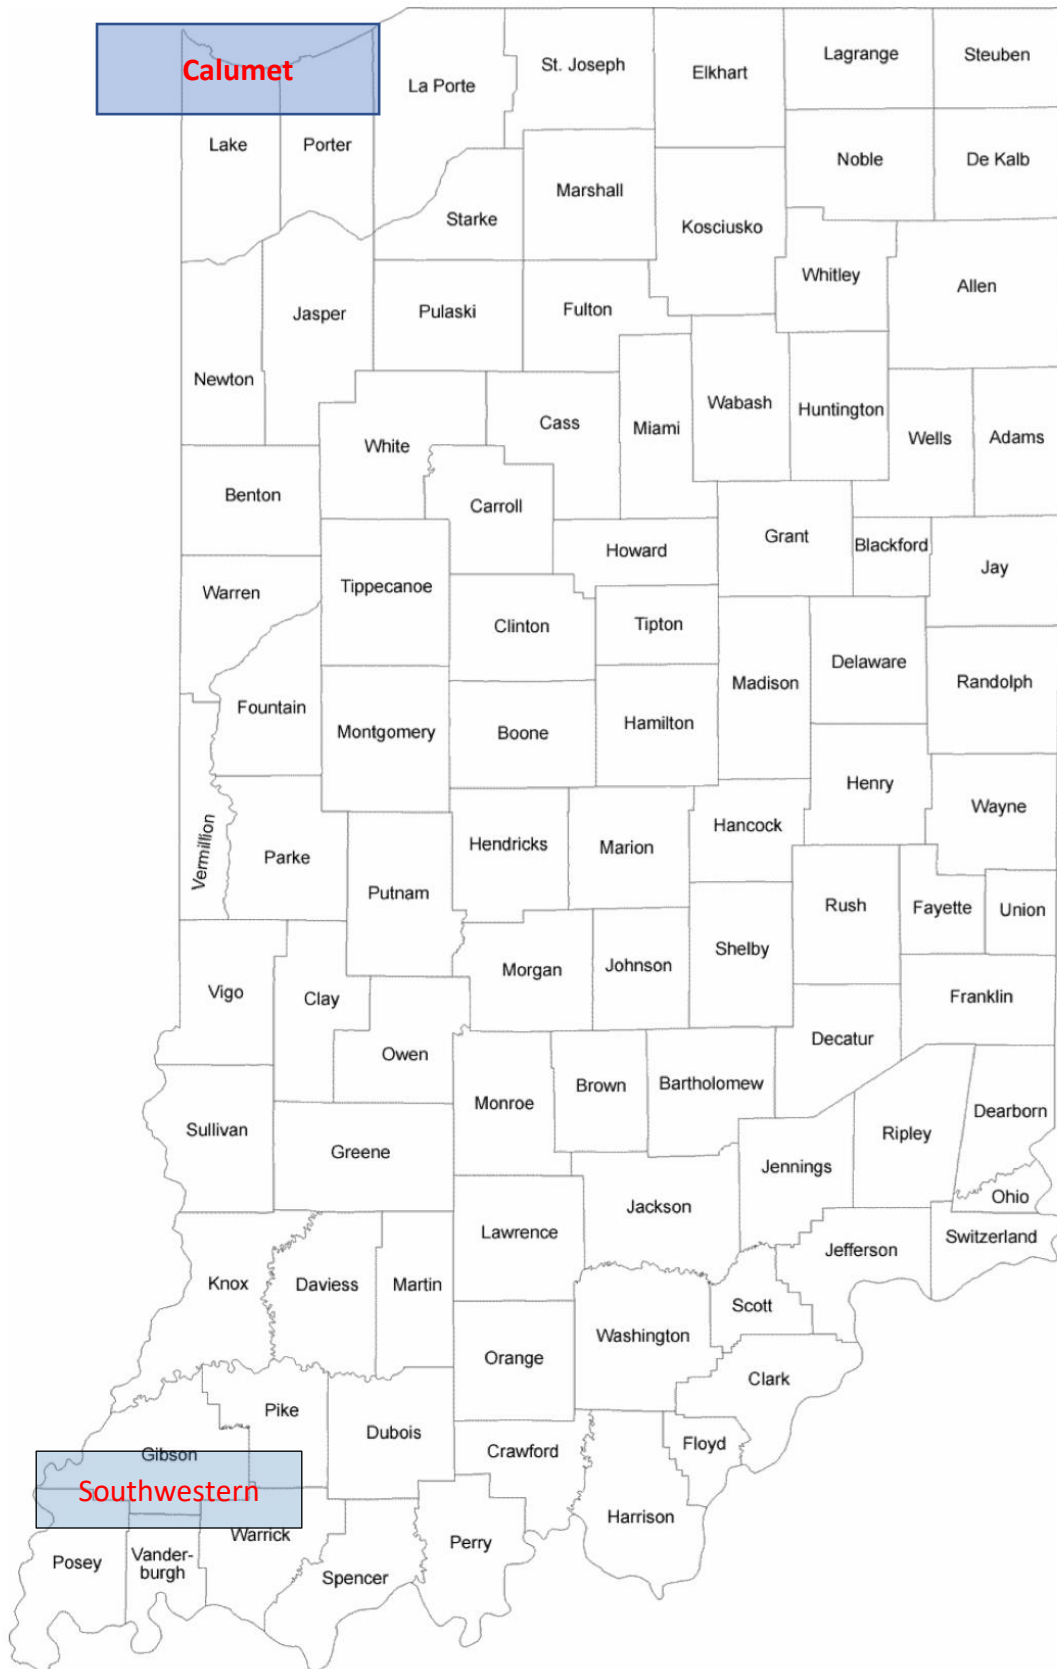 Calumet
La Porte
St. Joseph
Elkhart
Lagrange
Steuben
Lake
Porter
Starke
Marshall
Kosciusko
Noble
De Kalb
Whitley
Allen
Newton
Jasper
Pulaski
Fulton
White
Cass
Miami
Wabash
Huntington
Wells
Adams
Benton
Carroll
Howard
Grant
Blackford
Jay
Warren
Tippecanoe
Clinton
Tipton
Madison
Delaware
Randolph
Fountain
Montgomery
Boone
Hamilton
Henry
Wayne
Vermillion
Parke
Putnam
Hendricks
Marion
Hancock
Rush
Fayette
Union
Vigo
Clay
Owen
Morgan
Johnson
Shelby
Decatur
Franklin
Sullivan
Greene
Monroe
Brown
Bartholomew
Jennings
Ripley
Dearborn
Ohio
Knox
Daviess
Martin
Lawrence
Jackson
Jefferson
Switzerland
Orange
Washington
Scott
Clark
Gibson
Pike
Dubois
Crawford
Floyd
Harrison
Southwestern
Posey
Vander-
burgh
Warrick
Spencer
Perry